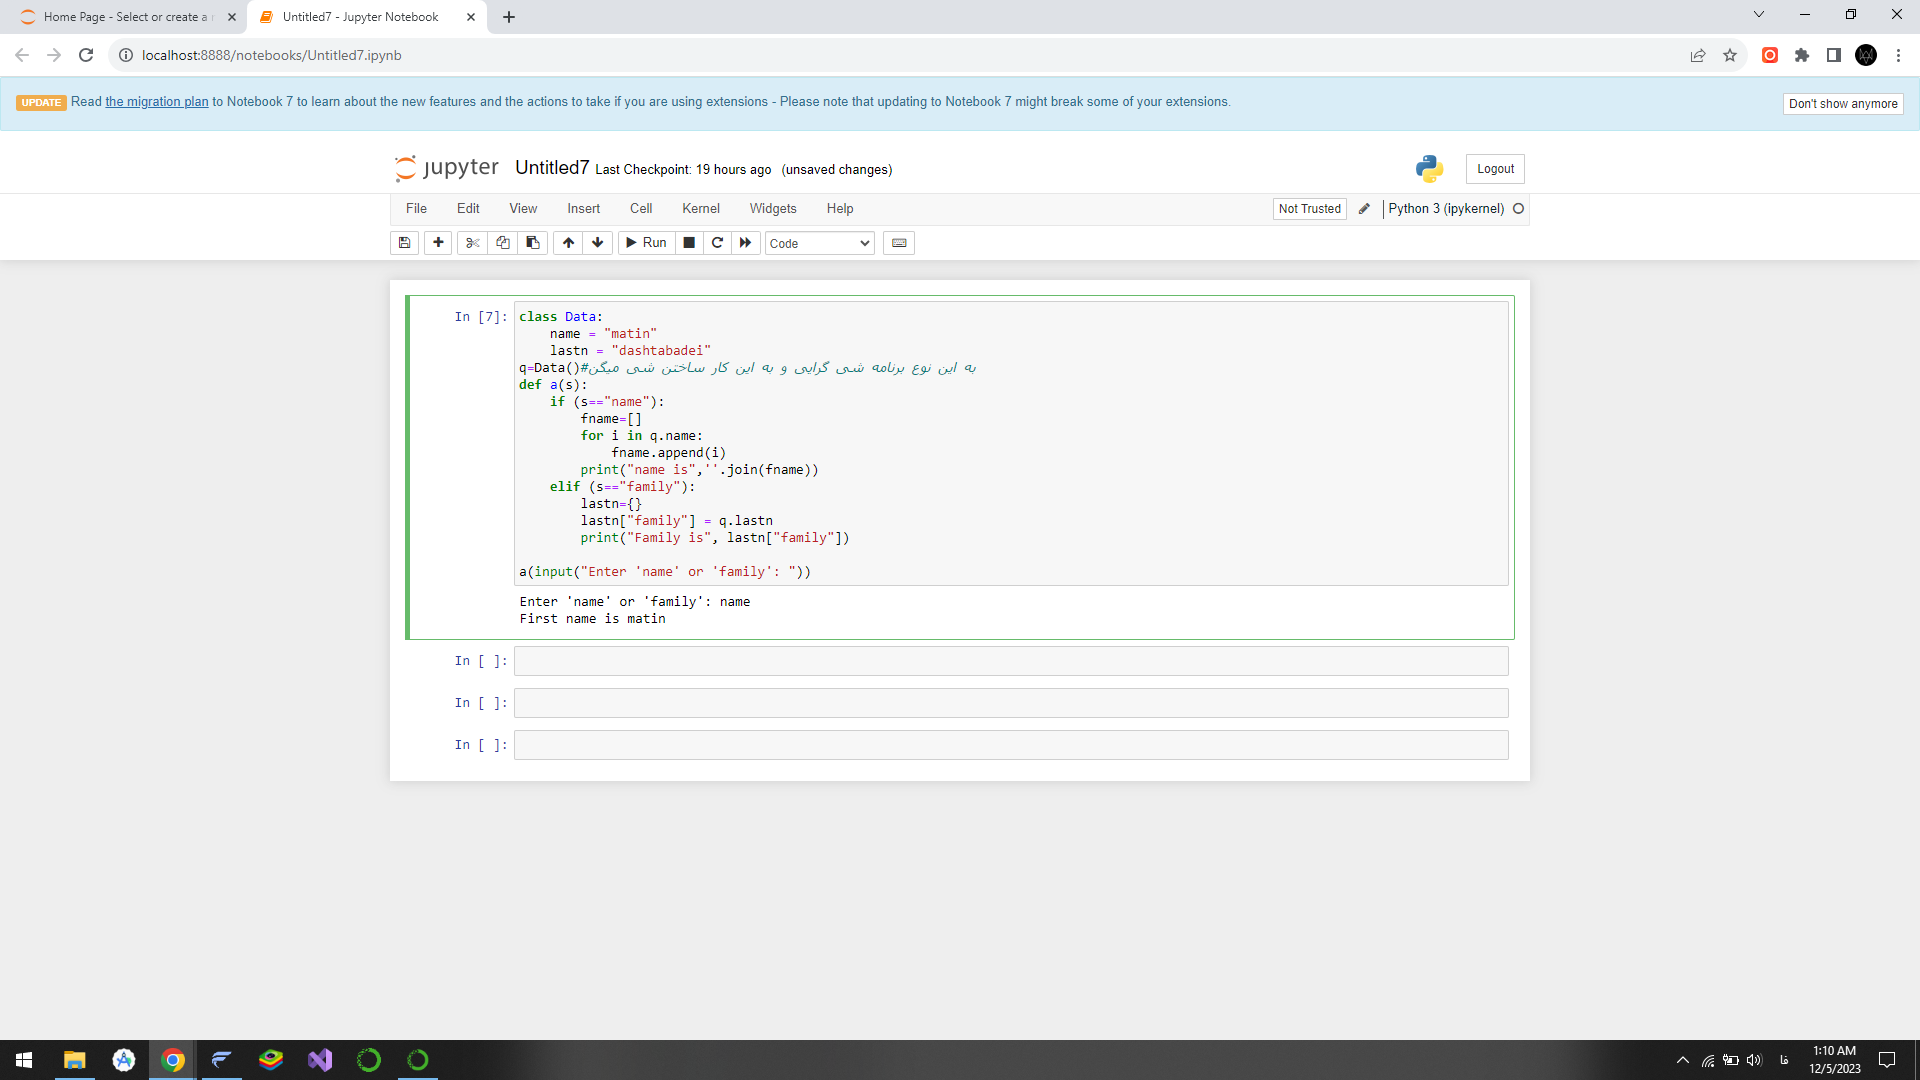 Home Page - Select or create a
Untitled7 - Jupyter Notebook
localhost:8888/notebooks/Untitled7.ipynb
UPDATE Read the migration plan to Notebook 7 to learn about the new features and the actions to take if you are using extensions - Please note that updating to Notebook 7 might break some of your extensions.
Don't show anymore
jupyter Untitled7 Last Checkpoint: 19 hours ago (unsaved changes)
Logout
File Edit View Insert Cell Kernel Widgets Help
Not Trusted Python 3 (ipykernel)
Run Code
In [7]:
class Data:
    name = "matin"
    lastn = "dashtabadei"
q=Data()#به این نوع برنامه شی گرایی و به این کار ساختن شی میگن
def a(s):
    if (s=="name"):
        fname=[]
        for i in q.name:
            fname.append(i)
        print("name is",''.join(fname))
    elif (s=="family"):
        lastn={}
        lastn["family"] = q.lastn
        print("Family is", lastn["family"])
a(input("Enter 'name' or 'family': "))
Enter 'name' or 'family': name
First name is matin
In [ ]:
In [ ]:
In [ ]:
فا
1:10 AM
12/5/2023